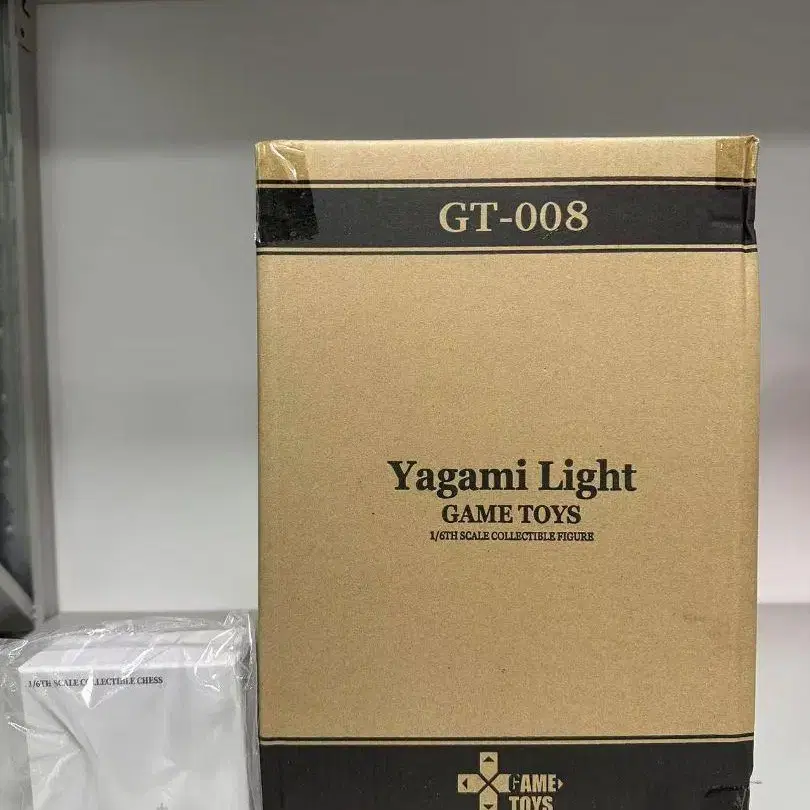 GT-008
Yagami Light
GAME TOYS
1/6TH SCALE COLLECTIBLE FIGURE
1/6TH SCALE COLLECTIBLE CHESS
GAME
TOYS